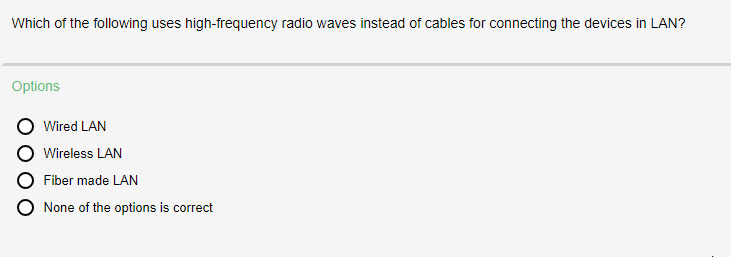 Which of the following uses high-frequency radio waves instead of cables for connecting the devices in LAN?
Options
Wired LAN
Wireless LAN
Fiber made LAN
None of the options is correct